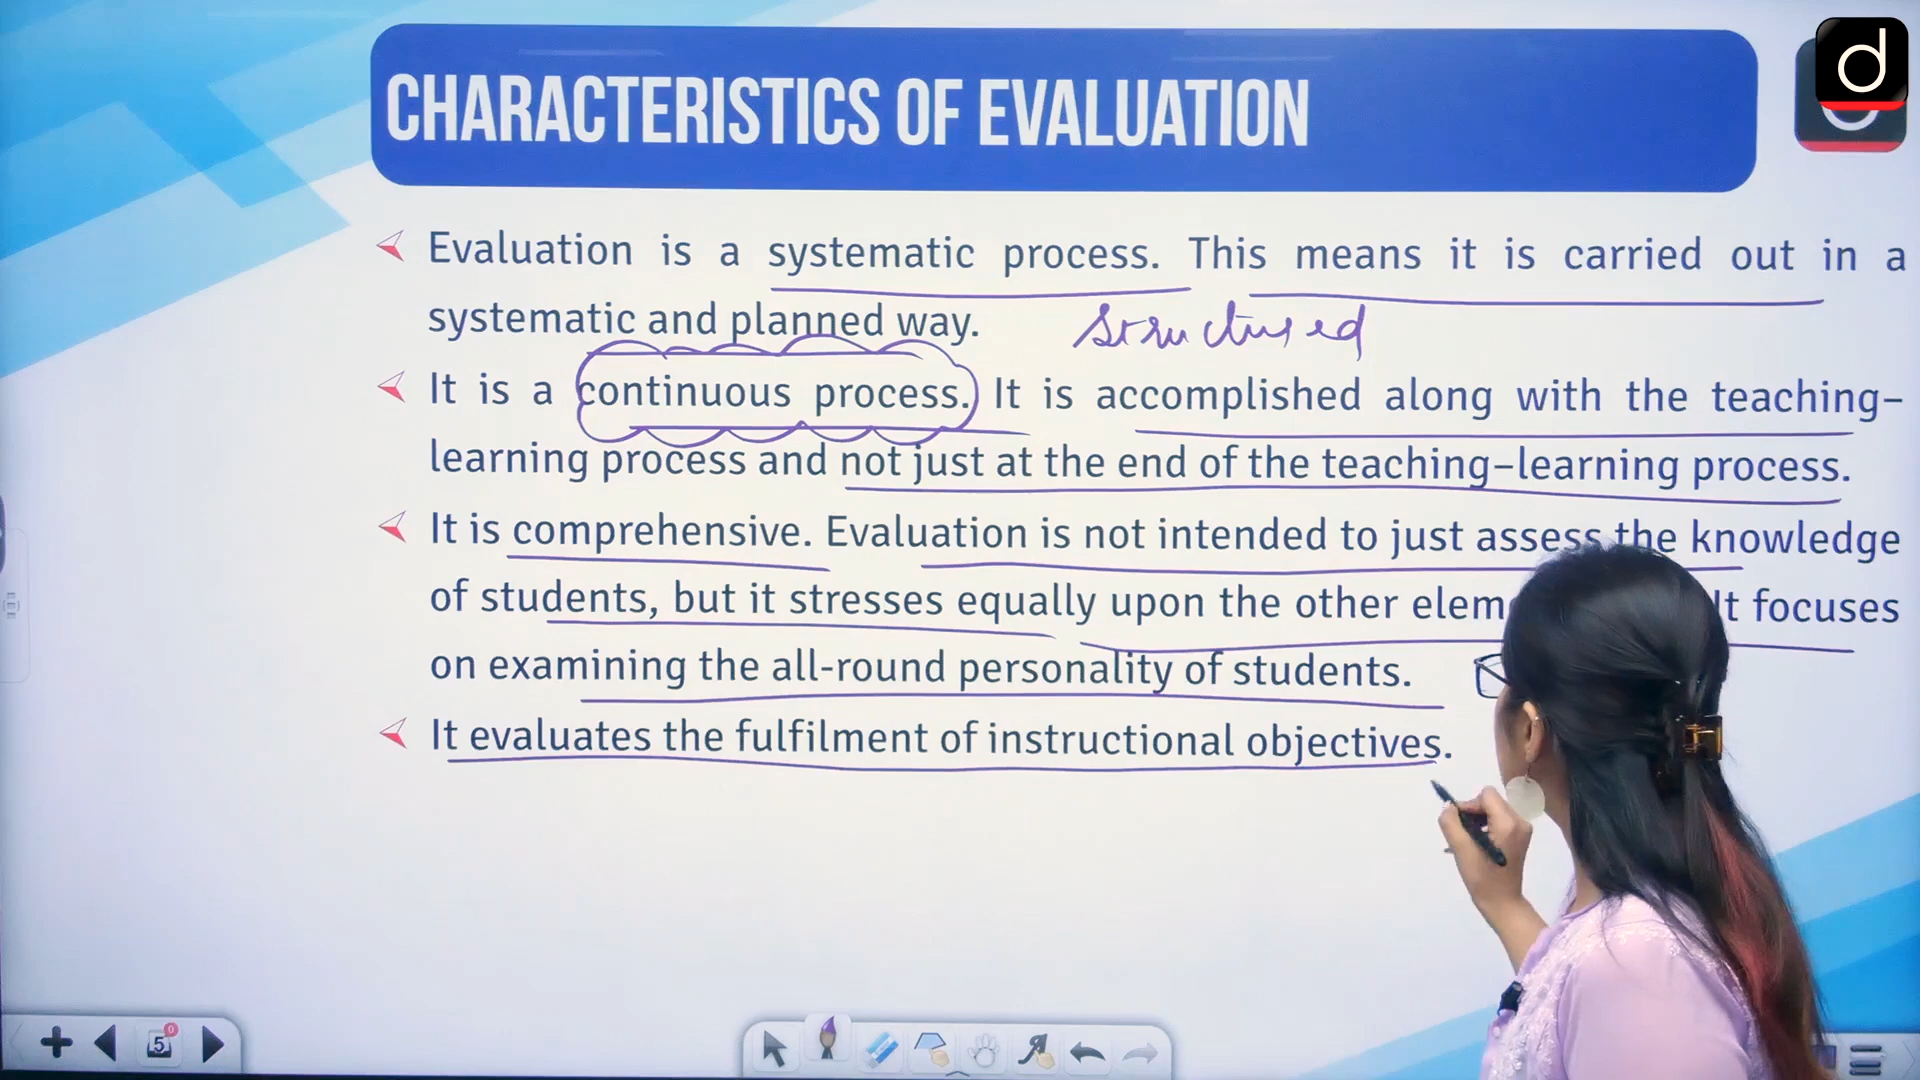 CHARACTERISTICS OF EVALUATION
d
Evaluation is a systematic process. This means it is carried out in a
systematic and planned way.
structured
It is a continuous process. It is accomplished along with the teaching–
learning process and not just at the end of the teaching–learning process.
It is comprehensive. Evaluation is not intended to just assess the knowledge
of students, but it stresses equally upon the other It focuses
on examining the all-round personality of students.
It evaluates the fulfilment of instructional objectives.
5
0